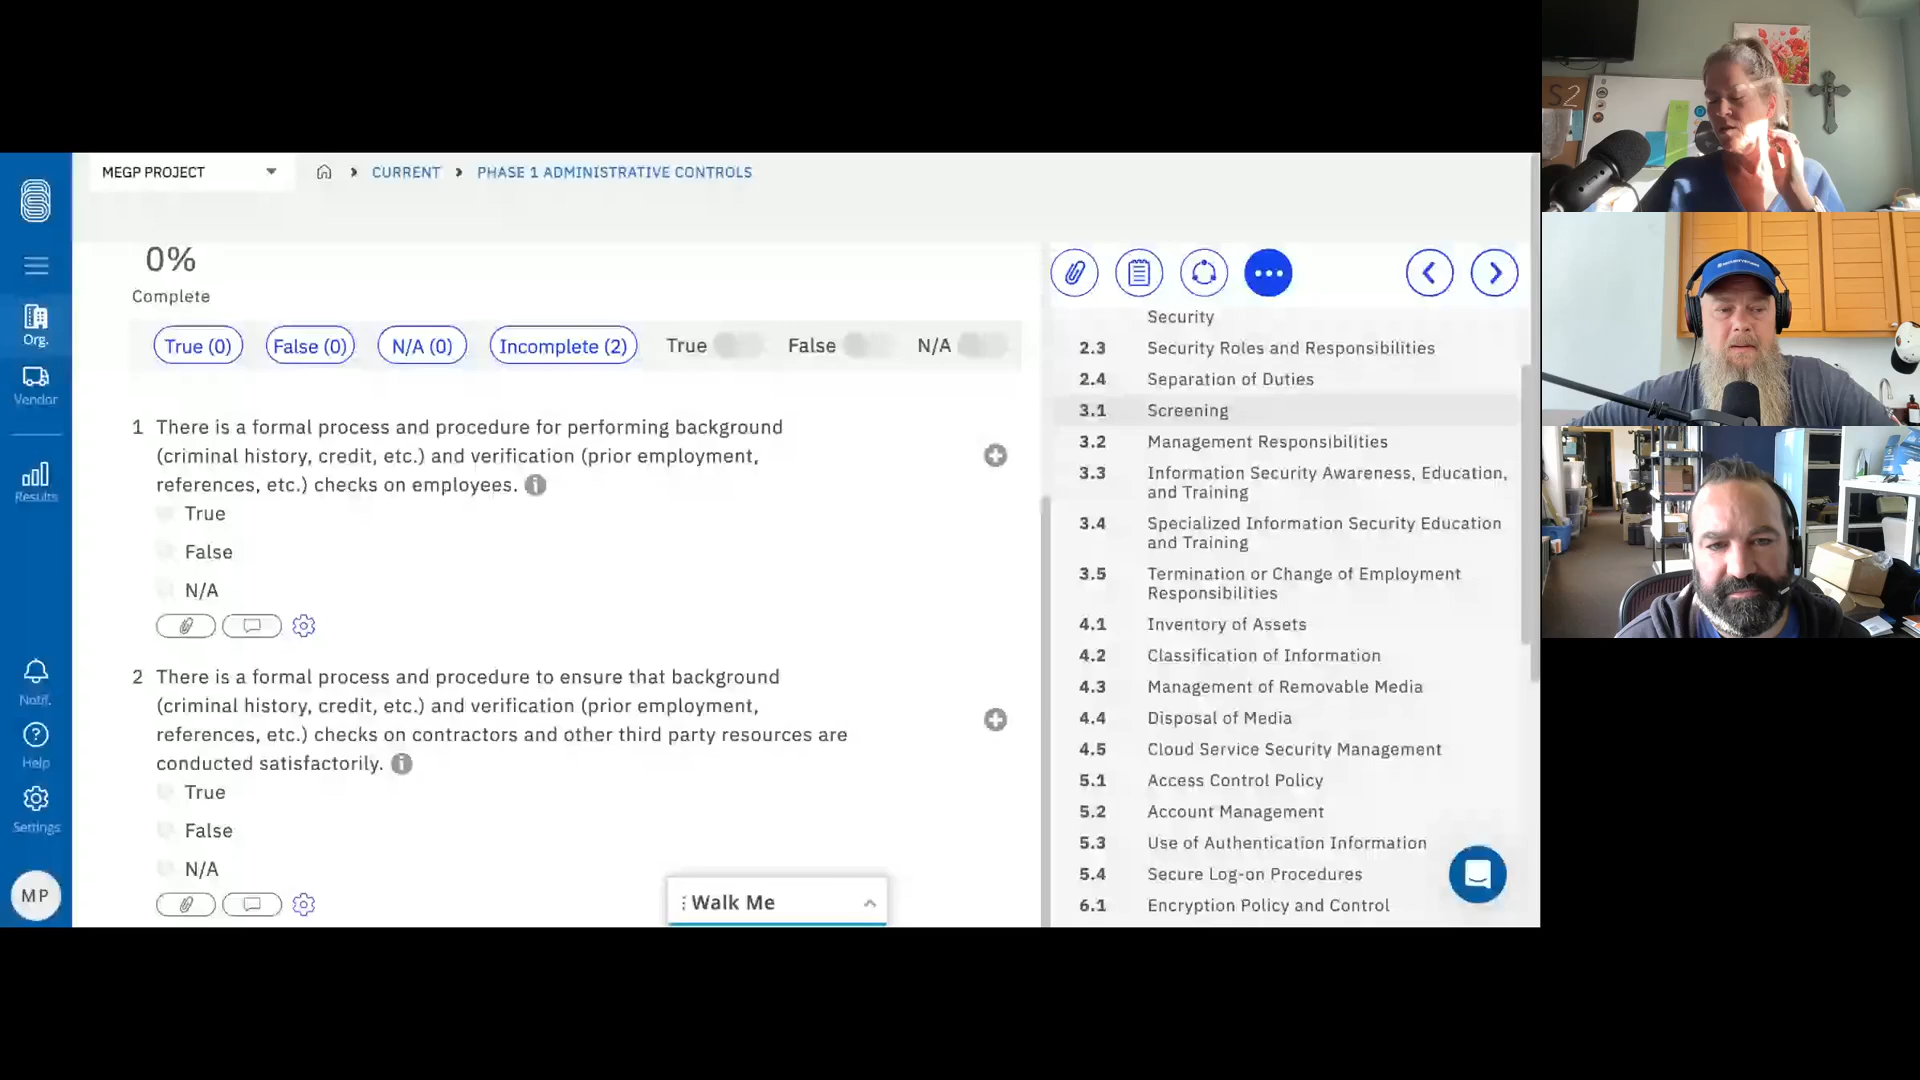 MEGP PROJECT
CURRENT
PHASE 1 ADMINISTRATIVE CONTROLS
0%
Complete
True (0)
False (0)
N/A (0)
Incomplete (2)
True
False
N/A
1 There is a formal process and procedure for performing background
(criminal history, credit, etc.) and verification (prior employment,
references, etc.) checks on employees.
True
False
N/A
2 There is a formal process and procedure to ensure that background
(criminal history, credit, etc.) and verification (prior employment,
references, etc.) checks on contractors and other third party resources are
conducted satisfactorily.
True
False
N/A
Walk Me
Org.
Vendor
Results
Notif.
Help
Settings
MP
Security
2.3 Security Roles and Responsibilities
2.4 Separation of Duties
3.1 Screening
3.2 Management Responsibilities
3.3 Information Security Awareness, Education,
and Training
3.4 Specialized Information Security Education
and Training
3.5 Termination or Change of Employment
Responsibilities
4.1 Inventory of Assets
4.2 Classification of Information
4.3 Management of Removable Media
4.4 Disposal of Media
4.5 Cloud Service Security Management
5.1 Access Control Policy
5.2 Account Management
5.3 Use of Authentication Information
5.4 Secure Log-on Procedures
6.1 Encryption Policy and Control
S2